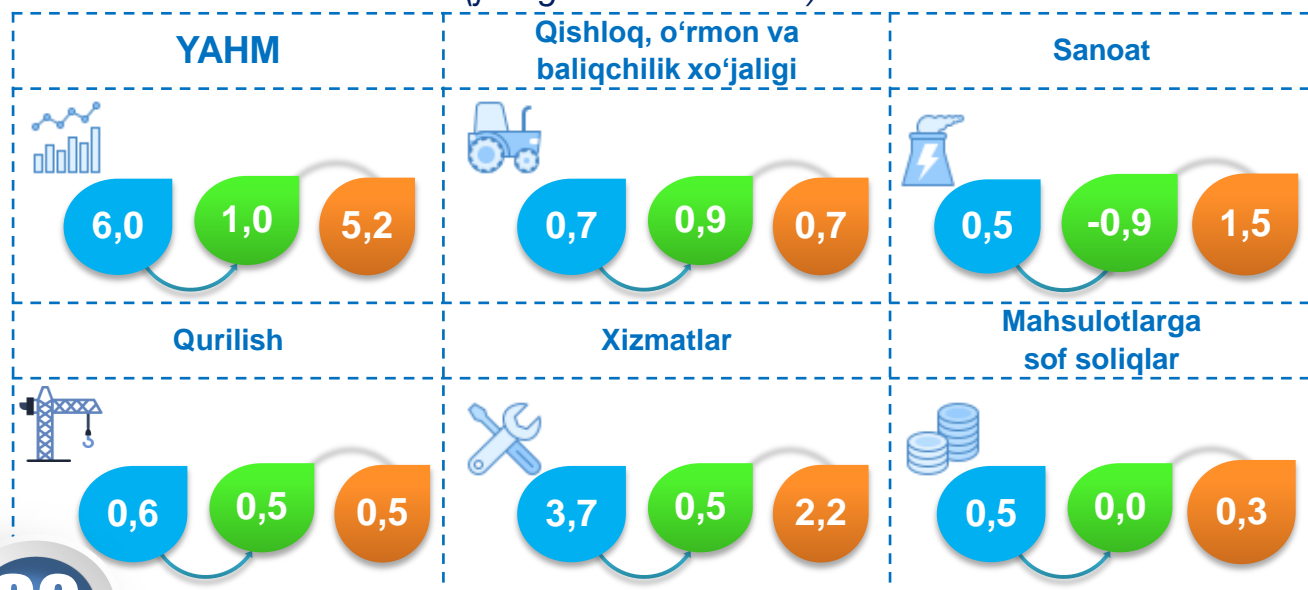 YAHM
Qishloq, o‘rmon va
baliqchilik xo‘jaligi
Sanoat
6,0 1,0 5,2
0,7 0,9 0,7
0,5 -0,9 1,5
Qurilish
Xizmatlar
Mahsulotlarga
sof soliqlar
0,6 0,5 0,5
3,7 0,5 2,2
0,5 0,0 0,3